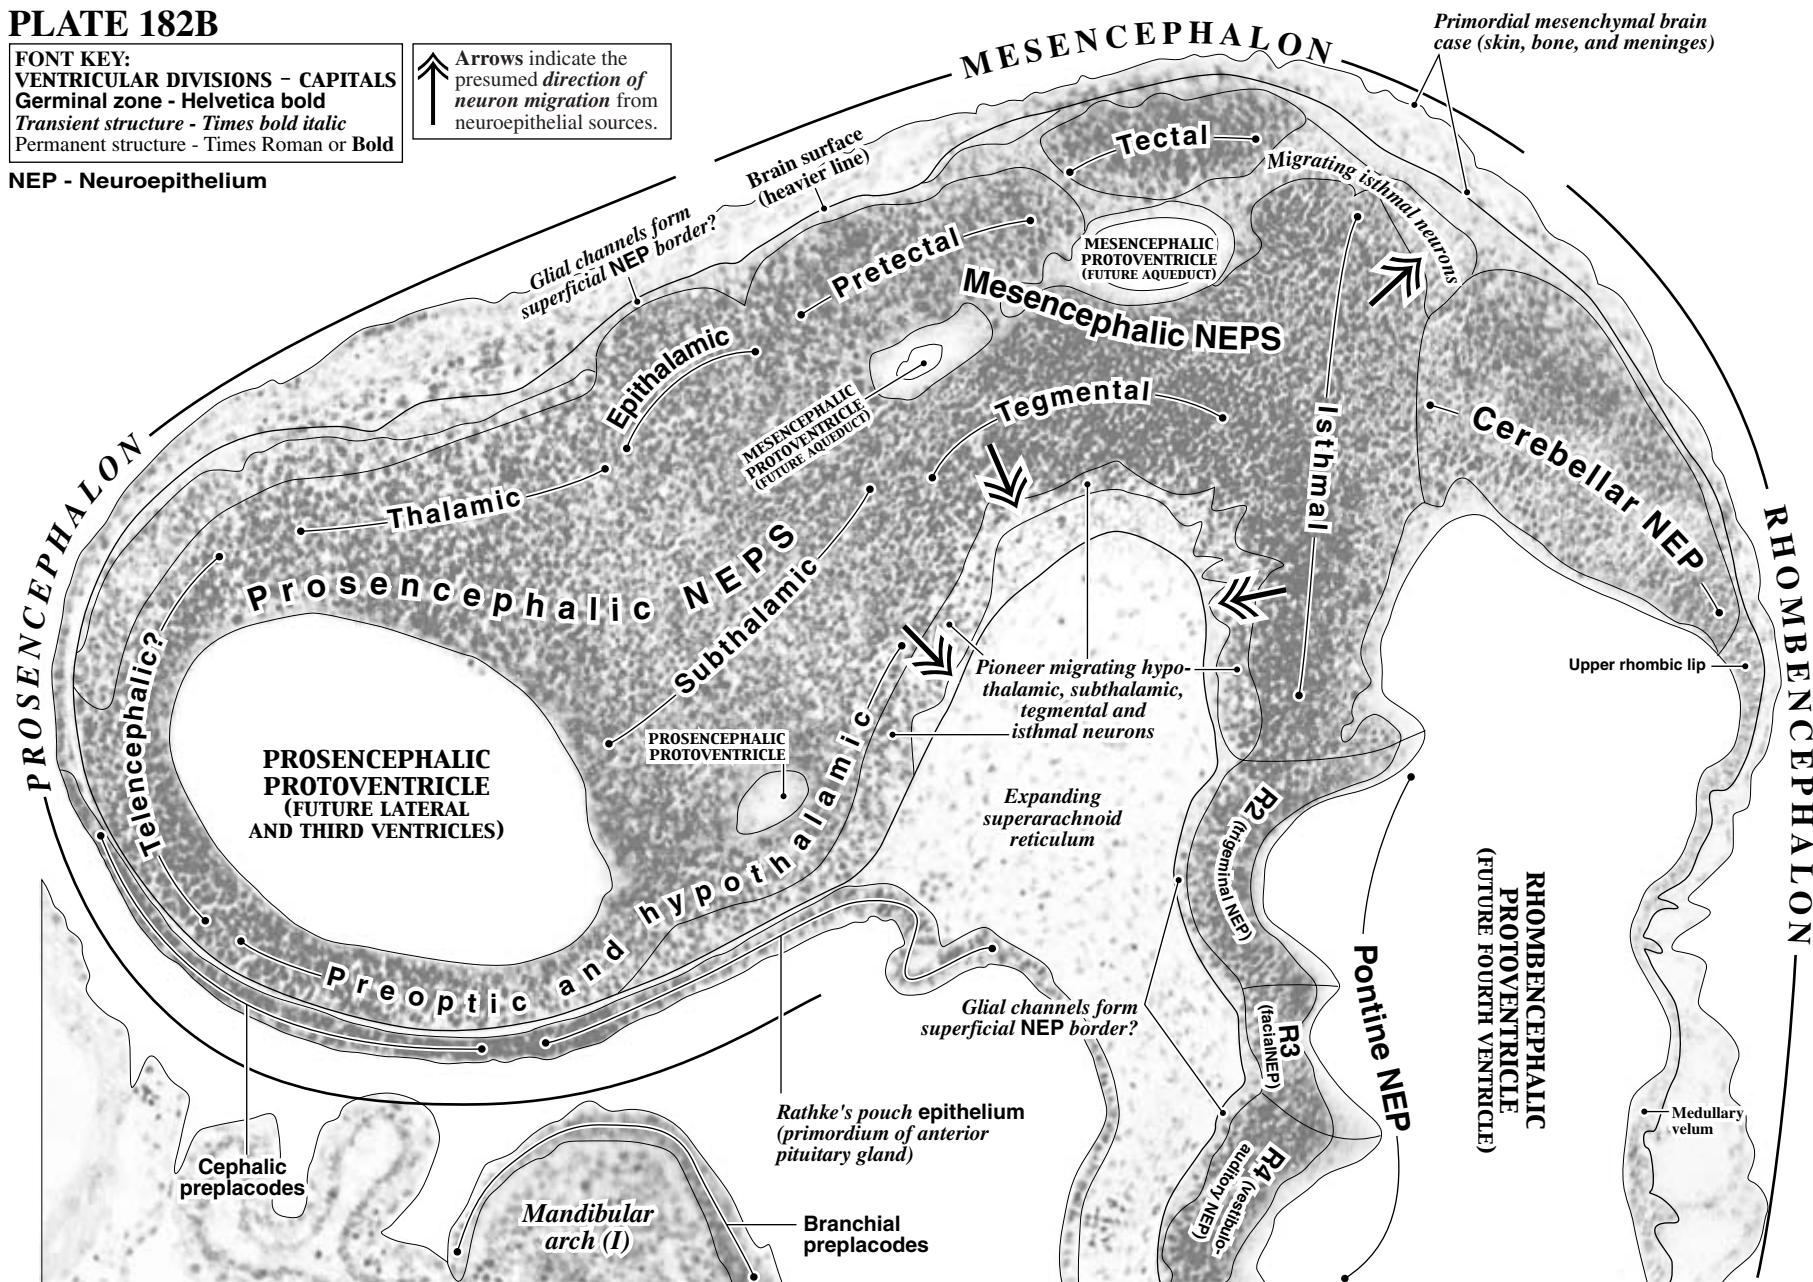 PLATE 182B
FONT KEY:
VENTRICULAR DIVISIONS – CAPITALS
Germinal zone - Helvetica bold
Transient structure - Times bold italic
Permanent structure - Times Roman or Bold
NEP - Neuroepithelium
Arrows indicate the
presumed direction of
neuron migration from
neuroepithelial sources.
MESENCEPHALON
Primordial mesenchymal brain
case (skin, bone, and meninges)
Brain surface
(heavier line)
Glial channels form
superficial NEP border?
Tectal
Migrating isthmal neurons
Pretectal
MESENCEPHALIC
PROTOVENTRICLE
(FUTURE AQUEDUCT)
Mesencephalic NEPS
Epithalamic
MESENCEPHALIC
PROTOVENTRICLE
(FUTURE AQUEDUCT)
Tegmental
Isthmal
Cerebellar NEP
PROSENCEPHALON
RHOMBENCEPHALON
Thalamic
Prosencephalic NEPS
Subthalamic
Telencephalic?
Pioneer migrating hypo-
thalamic, subthalamic,
tegmental and
isthmal neurons
Upper rhombic lip
PROSENCEPHALIC
PROTOVENTRICLE
(FUTURE LATERAL
AND THIRD VENTRICLES)
PROSENCEPHALIC
PROTOVENTRICLE
Expanding
superarachnoid
reticulum
Preoptic and hypothalamic
R2
(trigeminal NEP)
R3
(facialNEP)
R4 (vestibulo-
auditory NEP)
Pontine NEP
RHOMBENCEPHALIC
PROTOVENTRICLE
(FUTURE FOURTH VENTRICLE)
Glial channels form
superficial NEP border?
Rathke's pouch epithelium
(primordium of anterior
pituitary gland)
Medullary
velum
Cephalic
preplacodes
Mandibular
arch (I)
Branchial
preplacodes